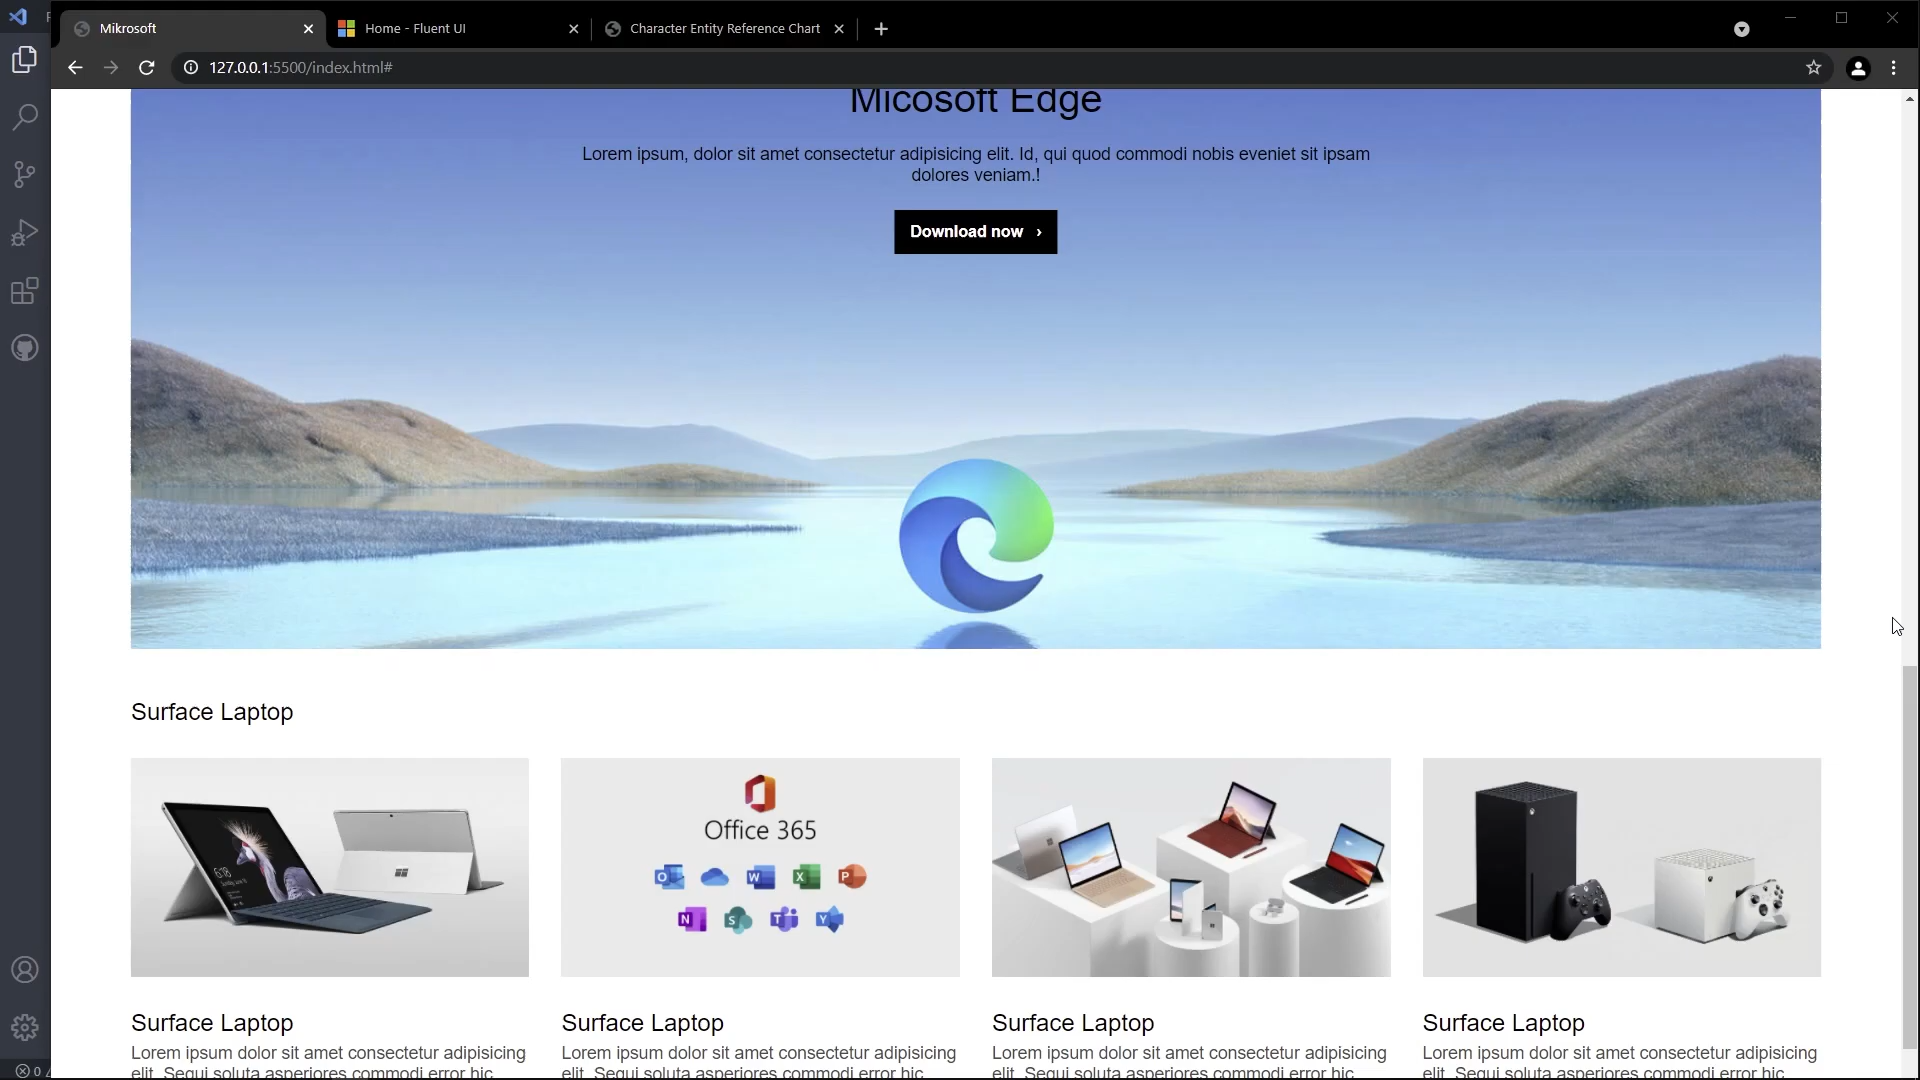 Mikrosoft
Home - Fluent UI
Character Entity Reference Chart
127.0.0.1:5500/index.html#
Micosoft Edge
Lorem ipsum, dolor sit amet consectetur adipisicing elit. Id, qui quod commodi nobis eveniet sit ipsam
dolores veniam.!
Download now ›
Surface Laptop
Office 365
Surface Laptop
Lorem ipsum dolor sit amet consectetur adipisicing
elit. Sequi soluta asperiores commodi error hic
Surface Laptop
Lorem ipsum dolor sit amet consectetur adipisicing
elit. Sequi soluta asperiores commodi error hic
Surface Laptop
Lorem ipsum dolor sit amet consectetur adipisicing
elit. Sequi soluta asperiores commodi error hic
Surface Laptop
Lorem ipsum dolor sit amet consectetur adipisicing
elit. Sequi soluta asperiores commodi error hic
0